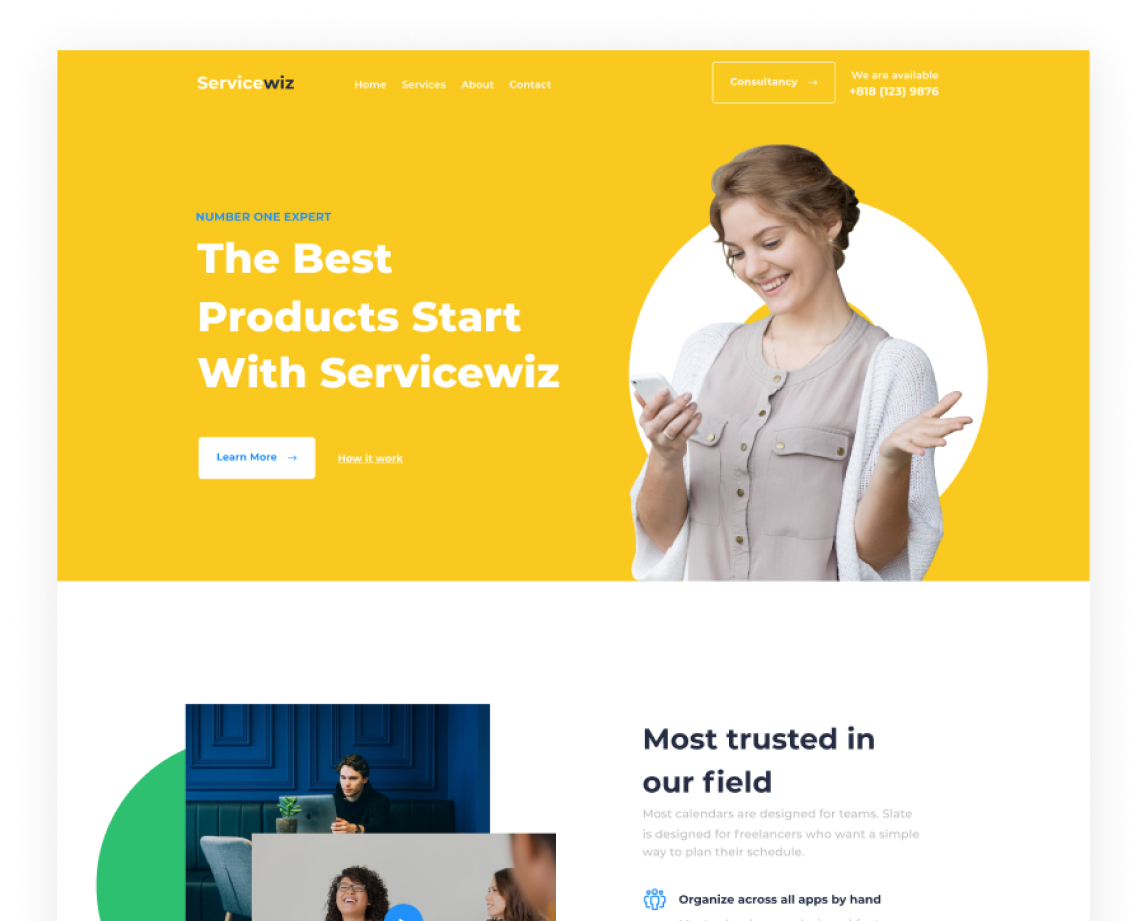 Servicewiz
Home Services About Contact
Consultancy →
We are available
+818 (123) 9876
NUMBER ONE EXPERT
The Best
Products Start
With Servicewiz
Learn More →
How it work
Most trusted in
our field
Most calendars are designed for teams. Slate
is designed for freelancers who want a simple
way to plan their schedule.
Organize across all apps by hand